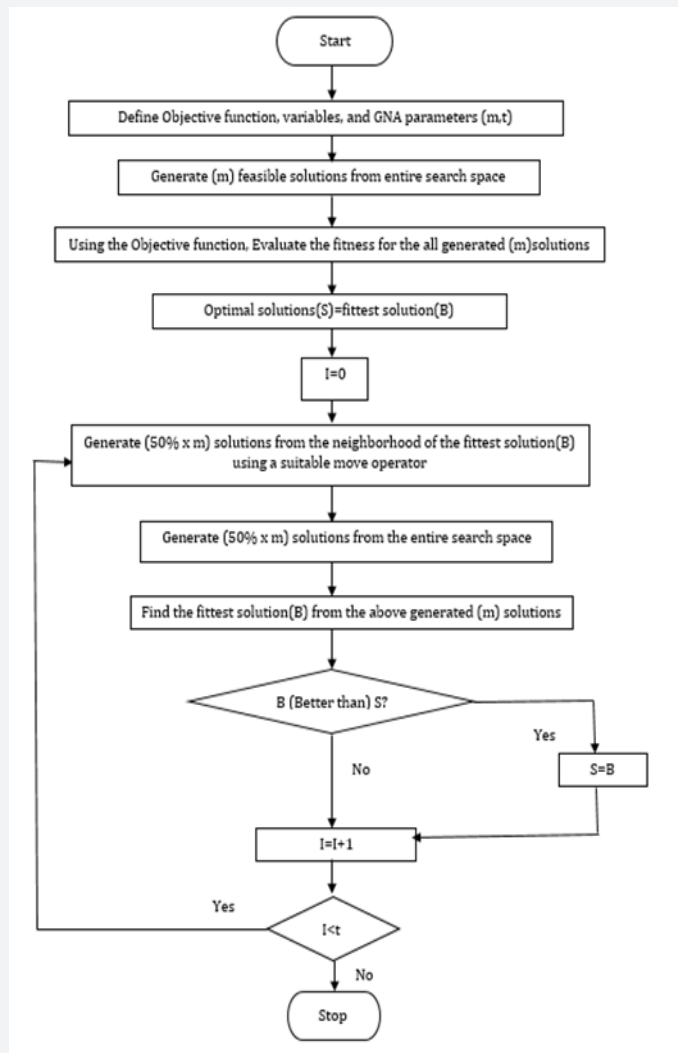 Start
Define Objective function, variables, and GNA parameters (m,t)
Generate (m) feasible solutions from entire search space
Using the Objective function, Evaluate the fitness for the all generated (m)solutions
Optimal solutions(S)=fittest solution(B)
I=0
Generate (50% x m) solutions from the neighborhood of the fittest solution(B)
using a suitable move operator
Generate (50% x m) solutions from the entire search space
Find the fittest solution(B) from the above generated (m) solutions
B (Better than) S?
Yes
S=B
No
I=I+1
Yes
I<t
No
Stop